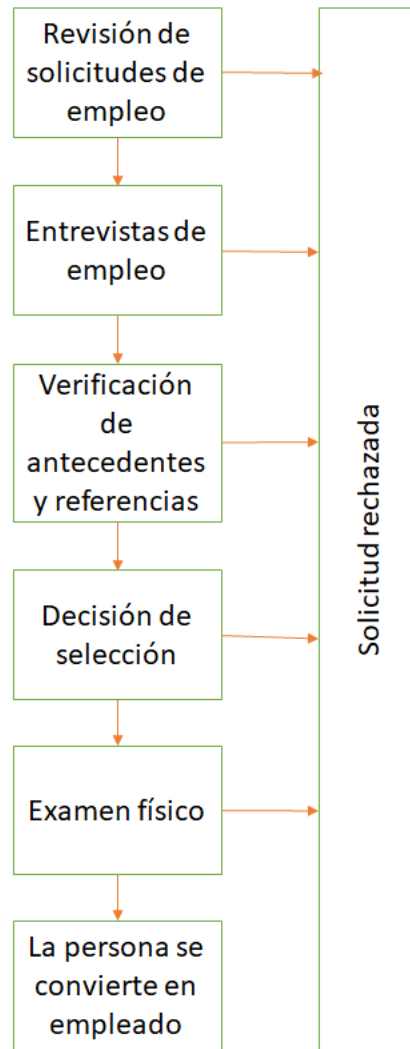 Revisión de
solicitudes de
empleo
Entrevistas de
empleo
Verificación
de
antecedentes
y referencias
Decisión de
selección
Examen físico
La persona se
convierte en
empleado
Solicitud rechazada